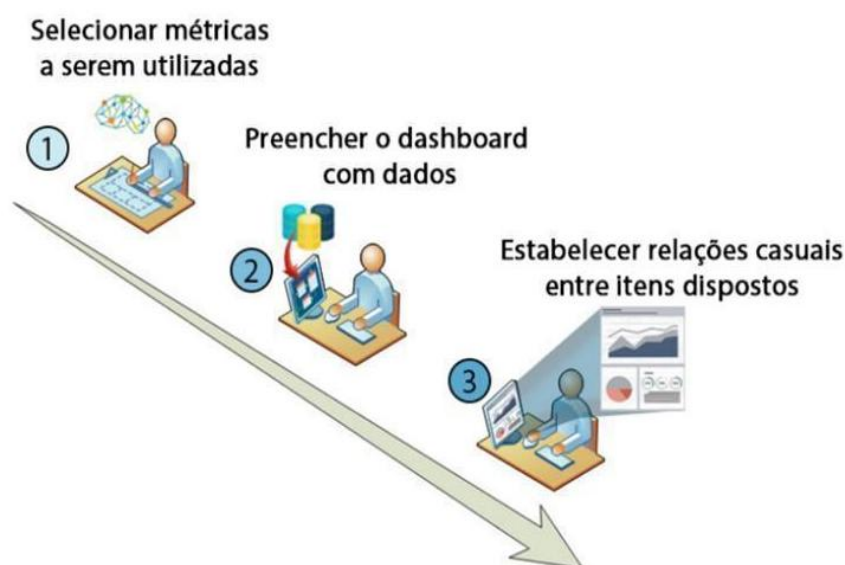 Selecionar métricas
a serem utilizadas
1
Preencher o dashboard
com dados
2
Estabelecer relações casuais
entre itens dispostos
3